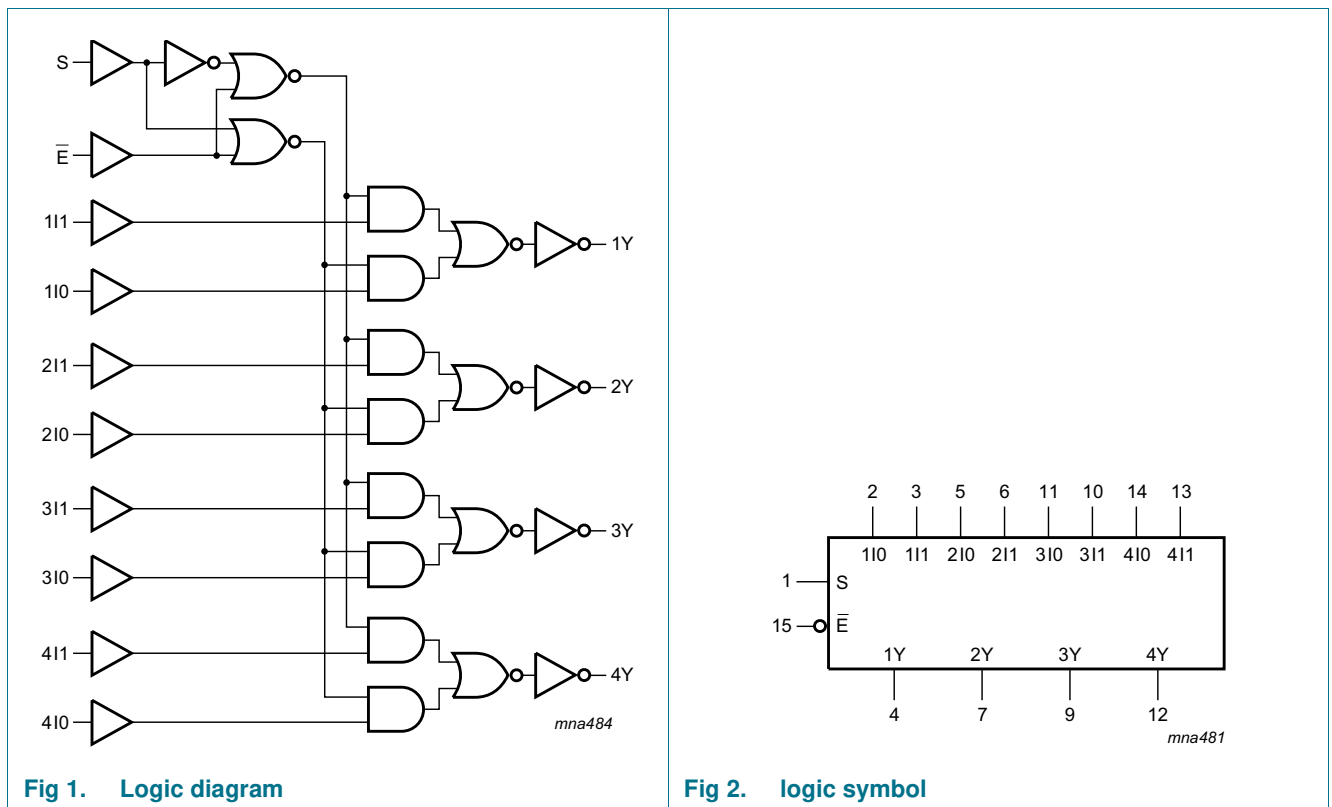 S
E̅
1I1
1I0
2I1
2I0
3I1
3I0
4I1
4I0
1Y
2Y
3Y
4Y
mna484
Fig 1. Logic diagram
2 3 5 6 11 10 14 13
1I0 1I1 2I0 2I1 3I0 3I1 4I0 4I1
1 S
15 E̅
1Y 2Y 3Y 4Y
4 7 9 12
mna481
Fig 2. logic symbol